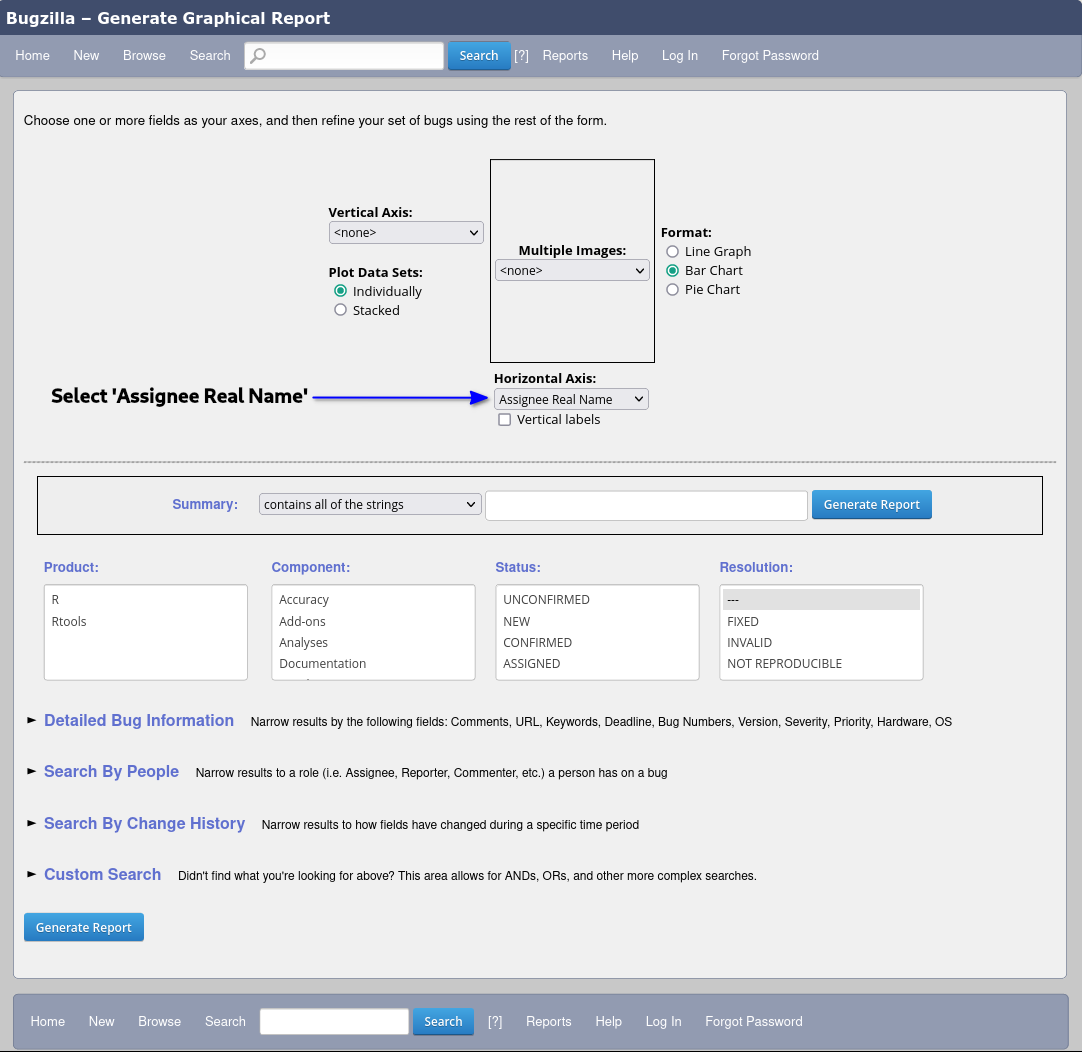 Bugzilla – Generate Graphical Report
Home New Browse Search Search [?] Reports Help Log In Forgot Password
Choose one or more fields as your axes, and then refine your set of bugs using the rest of the form.
Vertical Axis:
<none>
Plot Data Sets:
Individually
Stacked
Multiple Images:
<none>
Format:
Line Graph
Bar Chart
Pie Chart
Select 'Assignee Real Name'
Horizontal Axis:
Assignee Real Name
Vertical labels
Summary: contains all of the strings Generate Report
Product:
R
Rtools
Component:
Accuracy
Add-ons
Analyses
Documentation
Status:
UNCONFIRMED
NEW
CONFIRMED
ASSIGNED
Resolution:
---
FIXED
INVALID
NOT REPRODUCIBLE
Detailed Bug Information Narrow results by the following fields: Comments, URL, Keywords, Deadline, Bug Numbers, Version, Severity, Priority, Hardware, OS
Search By People Narrow results to a role (i.e. Assignee, Reporter, Commenter, etc.) a person has on a bug
Search By Change History Narrow results to how fields have changed during a specific time period
Custom Search Didn't find what you're looking for above? This area allows for ANDs, ORs, and other more complex searches.
Generate Report
Home New Browse Search Search [?] Reports Help Log In Forgot Password